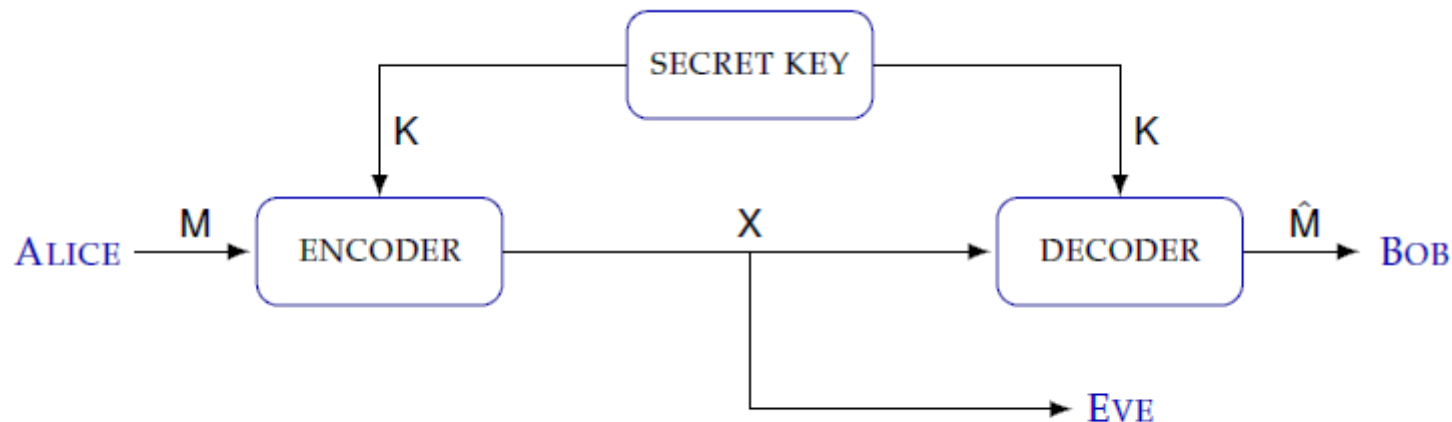 SECRET KEY
K K
ALICE M ENCODER X DECODER M̂ BOB
EVE